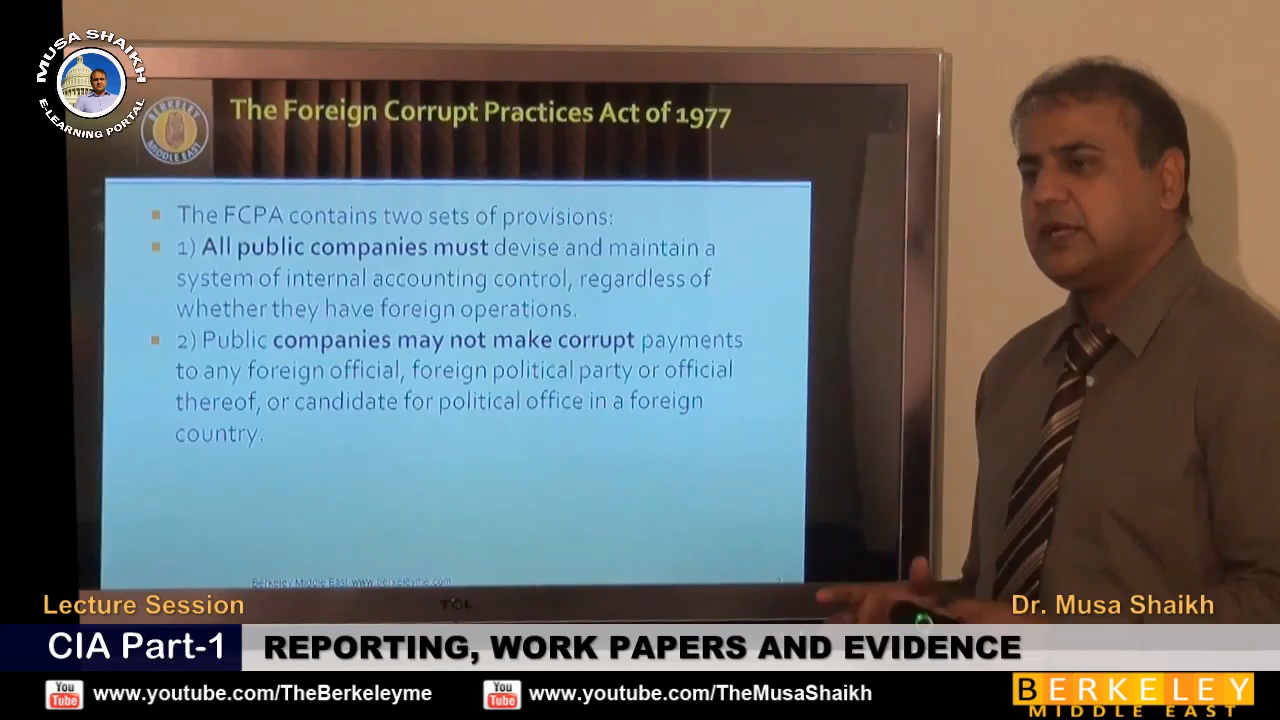 MUSA SHAIKH
E-LEARNING PORTAL
BERKELEY
MIDDLE EAST
The Foreign Corrupt Practices Act of 1977
The FCPA contains two sets of provisions:
1) All public companies must devise and maintain a
system of internal accounting control, regardless of
whether they have foreign operations.
2) Public companies may not make corrupt payments
to any foreign official, foreign political party or official
thereof, or candidate for political office in a foreign
country.
Berkeley Middle East www.berkeleyme.com
TCL
Lecture Session
Dr. Musa Shaikh
CIA Part-1
REPORTING, WORK PAPERS AND EVIDENCE
You Tube
www.youtube.com/TheBerkeleyme
You Tube
www.youtube.com/TheMusaShaikh
BERKELEY
MIDDLE EAST